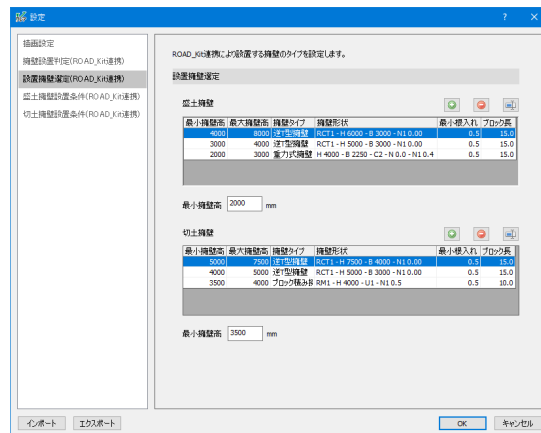 設定
? ×
描画設定
擁壁設置判定(ROAD_Kit連携)
設置擁壁選定(ROAD_Kit連携)
盛土擁壁設置条件(ROAD_Kit連携)
切土擁壁設置条件(ROAD_Kit連携)
ROAD_Kit連携により設置する擁壁のタイプを設定します。
設置擁壁選定
盛土擁壁
最小擁壁高 最大擁壁高 擁壁タイプ 擁壁形状 最小根入れ ブロック長
4000 8000 逆T型擁壁 RCT1 - H 6000 - B 3000 - N1 0.00 0.5 15.0
3000 4000 逆T型擁壁 RCT1 - H 5000 - B 3000 - N1 0.00 0.5 15.0
2000 3000 重力式擁壁 H 4000 - B 2250 - C2 - N 0.0 - N1 0.4 0.5 15.0
最小擁壁高 2000 mm
切土擁壁
最小擁壁高 最大擁壁高 擁壁タイプ 擁壁形状 最小根入れ ブロック長
5000 7500 逆T型擁壁 RCT1 - H 7500 - B 4000 - N1 0.00 0.5 15.0
4000 5000 逆T型擁壁 RCT1 - H 5000 - B 3000 - N1 0.00 0.5 15.0
3500 4000 ブロック積み RM1 - H 4000 - U1 - N1 0.5 0.5 10.0
最小擁壁高 3500 mm
インポート エクスポート OK キャンセル